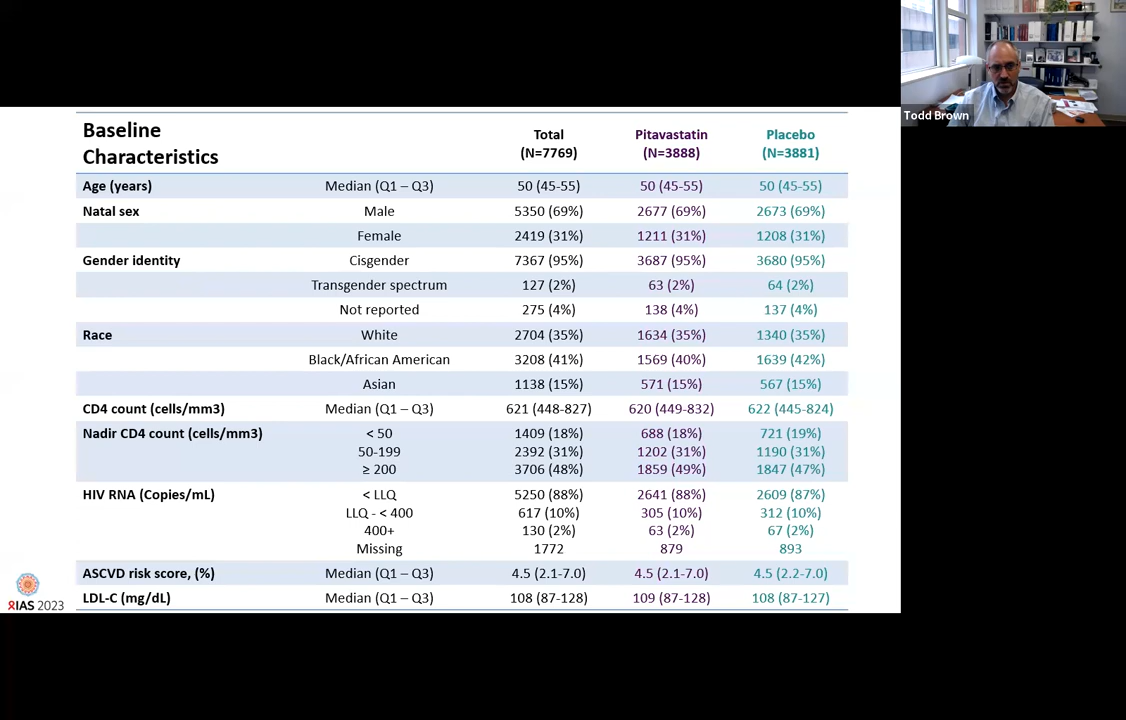 Todd Brown
Baseline
Characteristics
Total
(N=7769)
Pitavastatin
(N=3888)
Placebo
(N=3881)
Age (years) Median (Q1 – Q3) 50 (45-55) 50 (45-55) 50 (45-55)
Natal sex Male 5350 (69%) 2677 (69%) 2673 (69%)
Female 2419 (31%) 1211 (31%) 1208 (31%)
Gender identity Cisgender 7367 (95%) 3687 (95%) 3680 (95%)
Transgender spectrum 127 (2%) 63 (2%) 64 (2%)
Not reported 275 (4%) 138 (4%) 137 (4%)
Race White 2704 (35%) 1634 (35%) 1340 (35%)
Black/African American 3208 (41%) 1569 (40%) 1639 (42%)
Asian 1138 (15%) 571 (15%) 567 (15%)
CD4 count (cells/mm3) Median (Q1 – Q3) 621 (448-827) 620 (449-832) 622 (445-824)
Nadir CD4 count (cells/mm3) < 50 1409 (18%) 688 (18%) 721 (19%)
50-199 2392 (31%) 1202 (31%) 1190 (31%)
≥ 200 3706 (48%) 1859 (49%) 1847 (47%)
HIV RNA (Copies/mL) < LLQ 5250 (88%) 2641 (88%) 2609 (87%)
LLQ - < 400 617 (10%) 305 (10%) 312 (10%)
400+ 130 (2%) 63 (2%) 67 (2%)
Missing 1772 879 893
ASCVD risk score, (%) Median (Q1 – Q3) 4.5 (2.1-7.0) 4.5 (2.1-7.0) 4.5 (2.2-7.0)
LDL-C (mg/dL) Median (Q1 – Q3) 108 (87-128) 109 (87-128) 108 (87-127)
IAS 2023